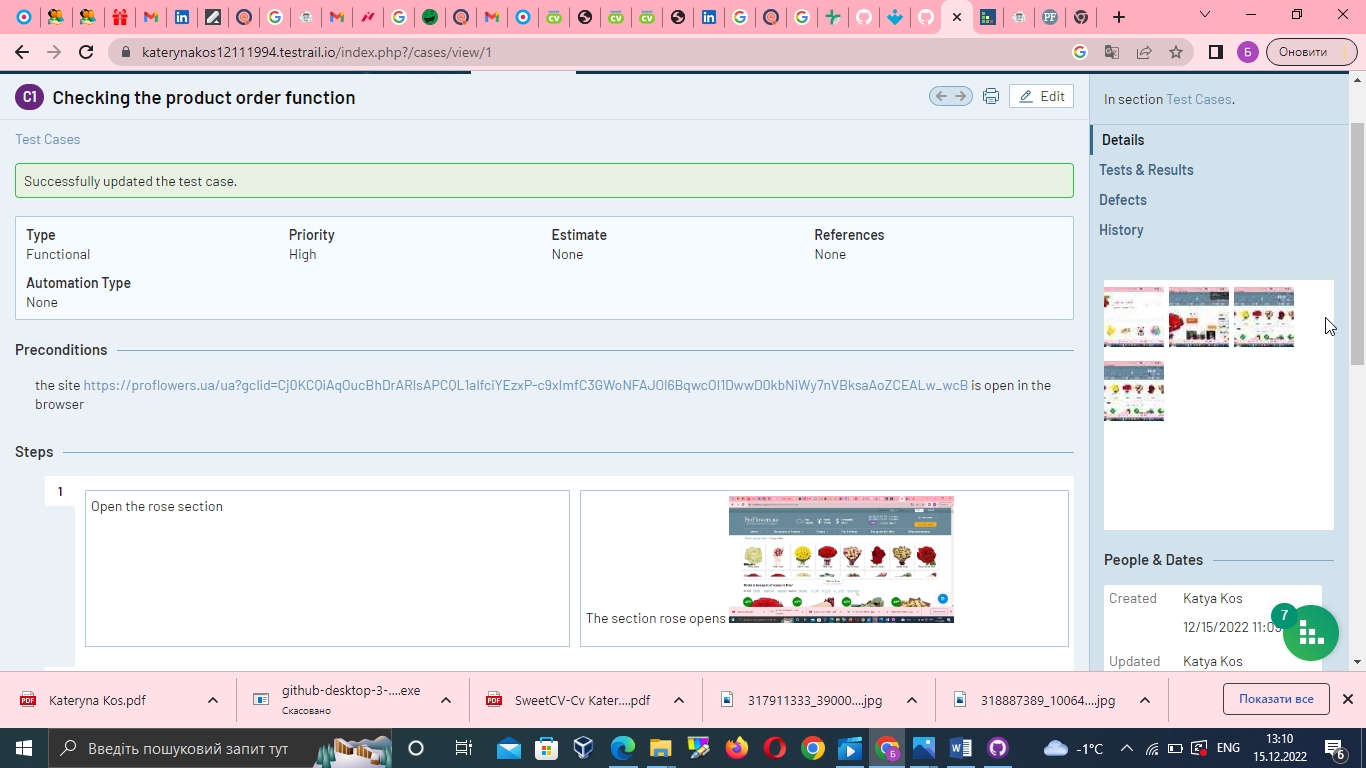 katerynakos12111994.testrail.io/index.php?/cases/view/1
Б
Оновити
C1 Checking the product order function
Edit
In section Test Cases.
Test Cases
Details
Tests & Results
Defects
History
Successfully updated the test case.
Type Priority Estimate References
Functional High None None
Automation Type
None
Preconditions
the site https://proflowers.ua/ua?gclid=Cj0KCQiAqOucBhDrARIsAPCQL1aIfciYEzxP-c9xImfC3GWoNFAJOl6BqwcOI1DwwD0kbNiWy7nVBksaAoZCEALw_wcB is open in the
browser
Steps
1
Open the rose section
ProFlowers.ua
The section rose opens
People & Dates
Created Katya Kos
12/15/2022 11:09
7
Updated Katya Kos
Kateryna Kos.pdf
github-desktop-3-....exe
Скасовано
SweetCV-Cv Kater....pdf
317911333_39000....jpg
318887389_10064....jpg
Показати все
Введіть пошуковий запит тут
-1°C
ENG
13:10
15.12.2022
6